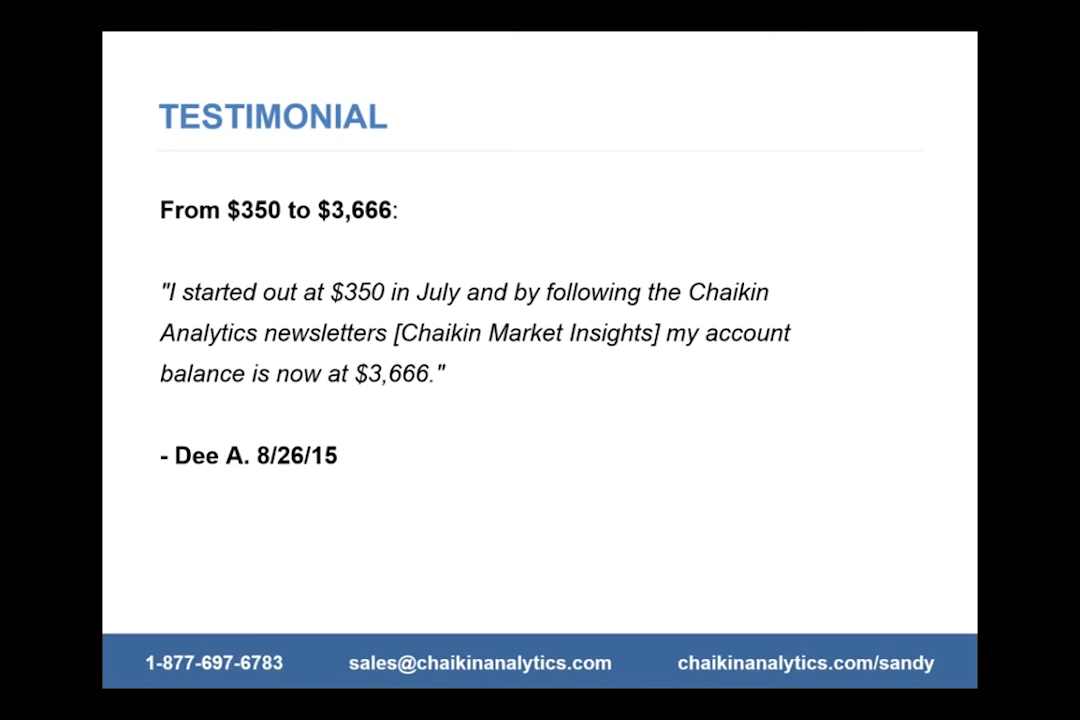 TESTIMONIAL
From $350 to $3,666:
"I started out at $350 in July and by following the Chaikin
Analytics newsletters [Chaikin Market Insights] my account
balance is now at $3,666."
- Dee A. 8/26/15
1-877-697-6783 sales@chaikinanalytics.com chaikinanalytics.com/sandy